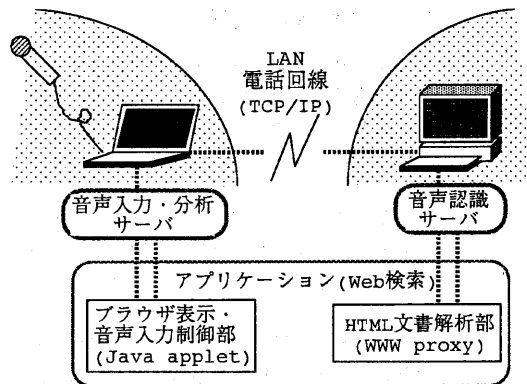 LAN
電話回線
(TCP/IP)
音声入力・分析
サーバ
音声認識
サーバ
アプリケーション(Web検索)
ブラウザ表示・
音声入力制御部
(Java applet)
HTML文書解析部
(WWW proxy)